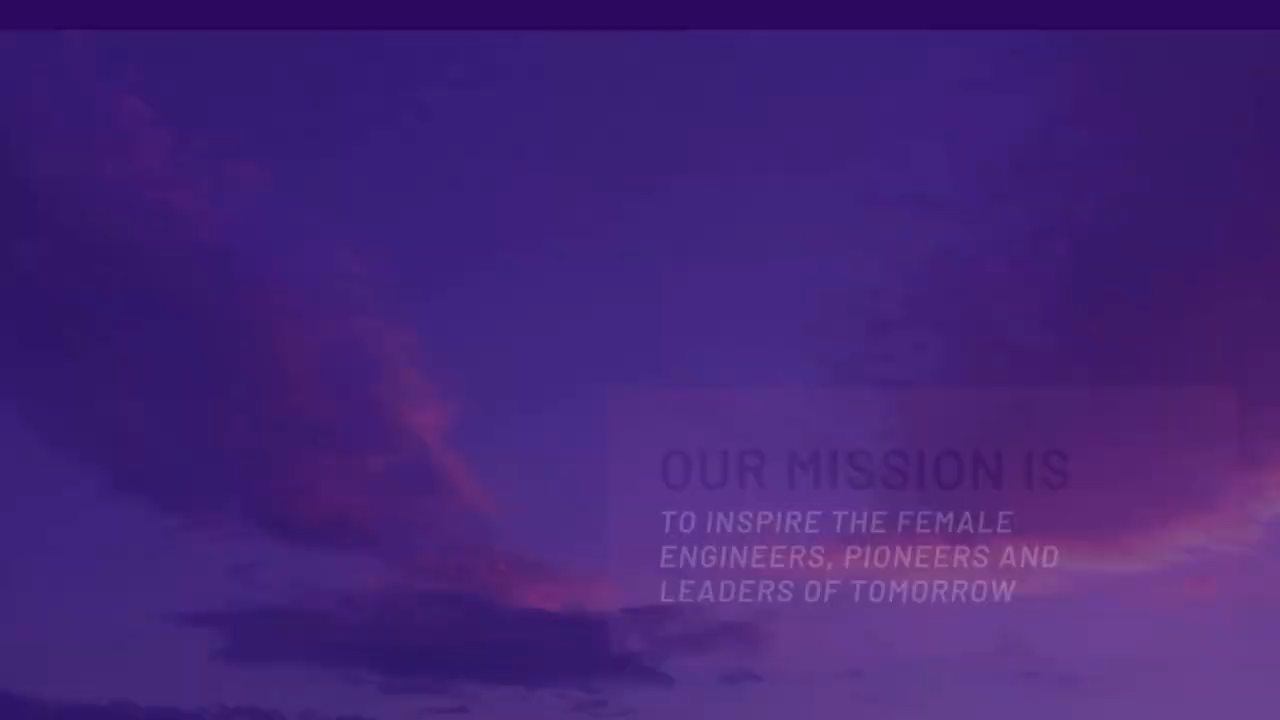 OUR MISSION IS
TO INSPIRE THE FEMALE
ENGINEERS, PIONEERS AND
LEADERS OF TOMORROW